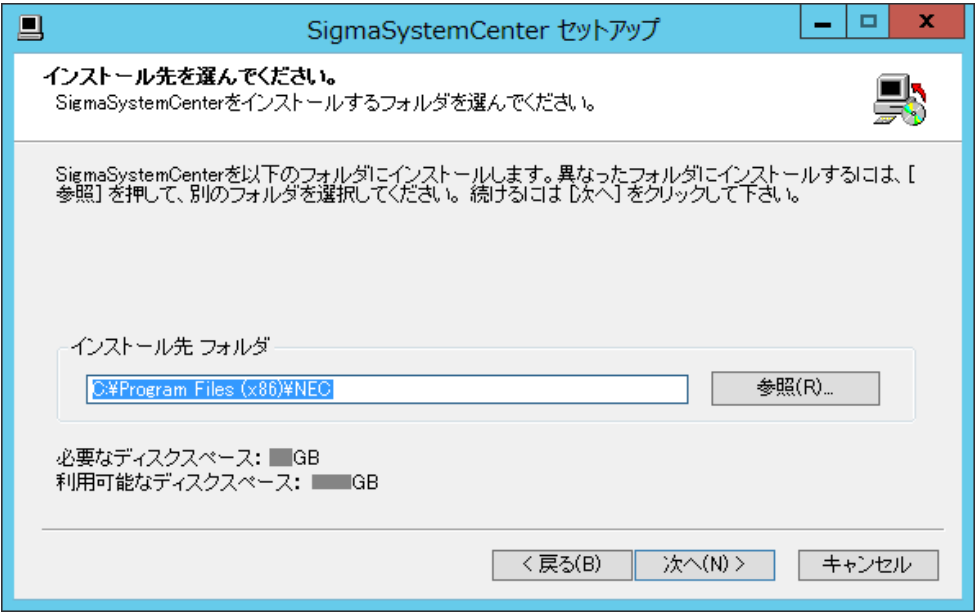 SigmaSystemCenter セットアップ
インストール先を選んでください。
SigmaSystemCenterをインストールするフォルダを選んでください。
SigmaSystemCenterを以下のフォルダにインストールします。異なったフォルダにインストールするには、[
参照] を押して、別のフォルダを選択してください。続けるには [次へ] をクリックして下さい。
インストール先 フォルダ
C:¥Program Files (x86)¥NEC
参照(R)...
必要なディスクスペース: GB
利用可能なディスクスペース: GB
< 戻る(B)
次へ(N) >
キャンセル